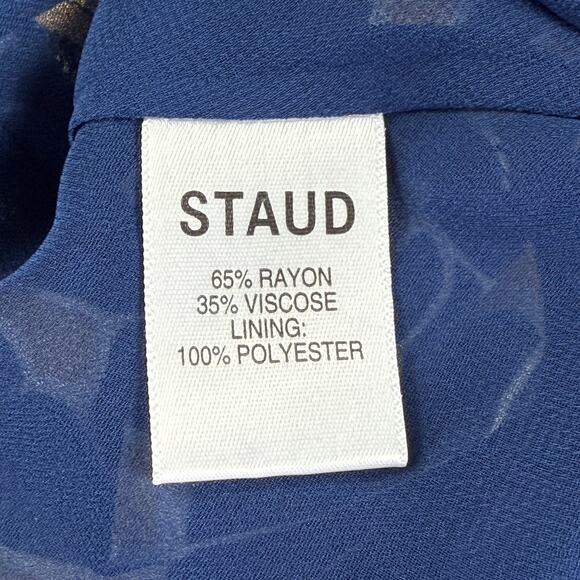 STAUD
65% RAYON
35% VISCOSE
LINING:
100% POLYESTER